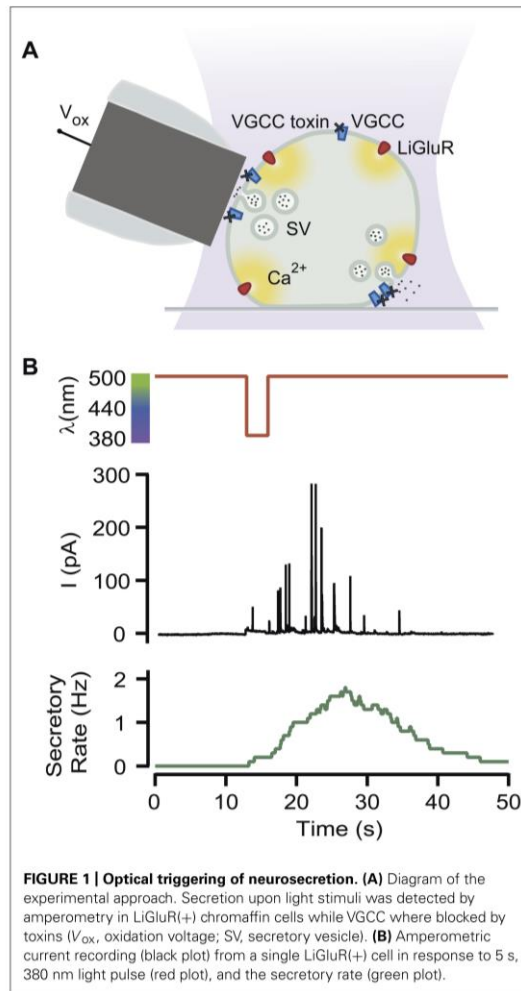 A
Vox
VGCC toxin
VGCC
LiGluR
SV
Ca2+
B
500
440
380
λ(nm)
300
200
100
0
I (pA)
2
1
0
Secretory
Rate (Hz)
0 10 20 30 40 50
Time (s)
FIGURE 1 | Optical triggering of neurosecretion. (A) Diagram of the
experimental approach. Secretion upon light stimuli was detected by
amperometry in LiGluR(+) chromaffin cells while VGCC where blocked by
toxins (Vox, oxidation voltage; SV, secretory vesicle). (B) Amperometric
current recording (black plot) from a single LiGluR(+) cell in response to 5 s,
380 nm light pulse (red plot), and the secretory rate (green plot).